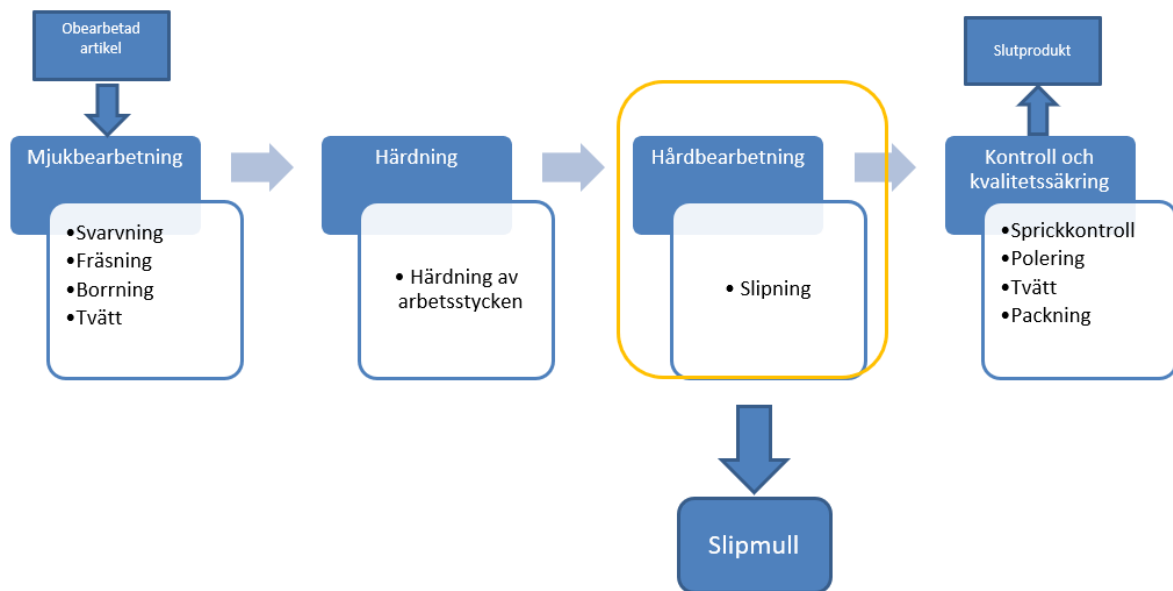 Obearbetad
artikel
Slutprodukt
Mjukbearbetning
•Svarvning
•Fräsning
•Borrning
•Tvätt
Härdning
• Härdning av
arbetsstycken
Hårdbearbetning
• Slipning
Kontroll och
kvalitetssäkring
•Sprickkontroll
•Polering
•Tvätt
•Packning
Slipmull